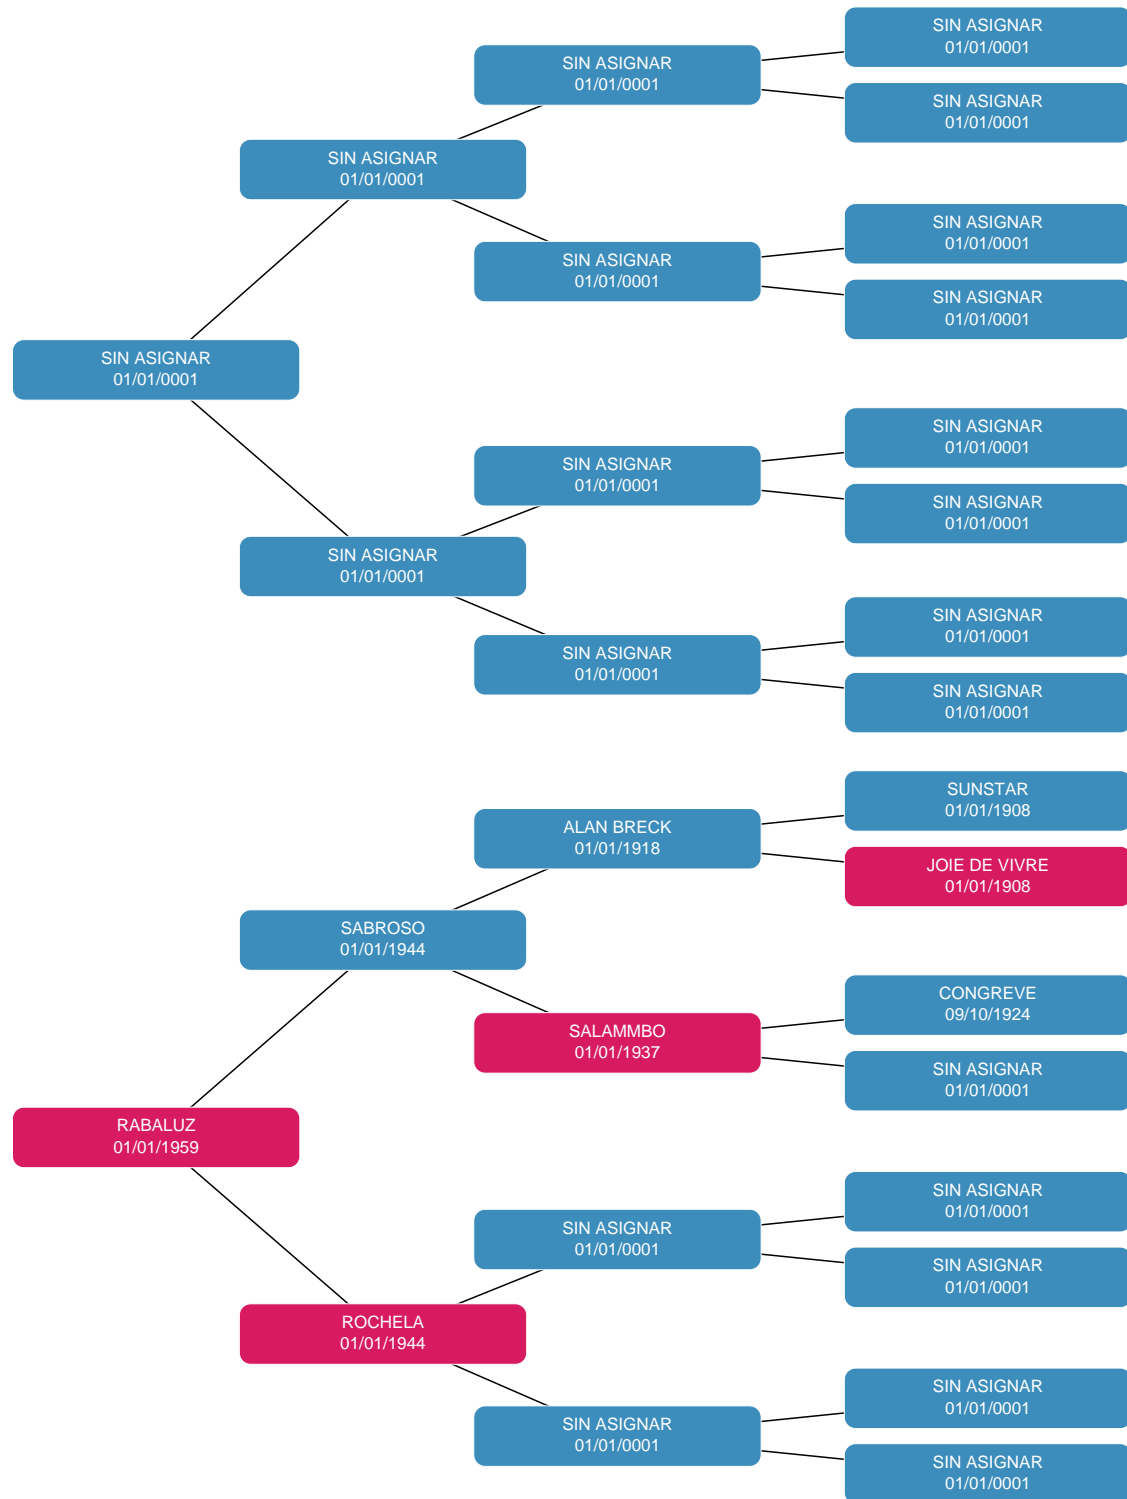 SIN ASIGNAR
01/01/0001
SIN ASIGNAR
01/01/0001
SIN ASIGNAR
01/01/0001
SIN ASIGNAR
01/01/0001
SIN ASIGNAR
01/01/0001
SIN ASIGNAR
01/01/0001
SIN ASIGNAR
01/01/0001
SIN ASIGNAR
01/01/0001
SIN ASIGNAR
01/01/0001
SIN ASIGNAR
01/01/0001
SIN ASIGNAR
01/01/0001
SIN ASIGNAR
01/01/0001
SIN ASIGNAR
01/01/0001
SIN ASIGNAR
01/01/0001
SIN ASIGNAR
01/01/0001
SUNSTAR
01/01/1908
ALAN BRECK
01/01/1918
JOIE DE VIVRE
01/01/1908
SABROSO
01/01/1944
CONGREVE
09/10/1924
SALAMMBO
01/01/1937
SIN ASIGNAR
01/01/0001
RABALUZ
01/01/1959
SIN ASIGNAR
01/01/0001
SIN ASIGNAR
01/01/0001
SIN ASIGNAR
01/01/0001
ROCHELA
01/01/1944
SIN ASIGNAR
01/01/0001
SIN ASIGNAR
01/01/0001
SIN ASIGNAR
01/01/0001